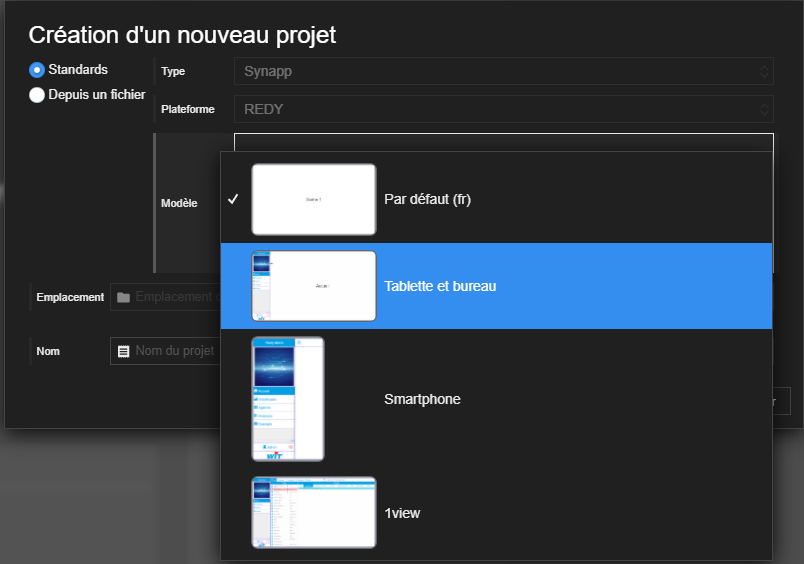 Création d'un nouveau projet
Standards
Depuis un fichier
Type
Synapp
Plateforme
REDY
Modèle
Par défaut (fr)
Tablette et bureau
Smartphone
1view
Emplacement
Emplacement
Nom
Nom du projet
WIT